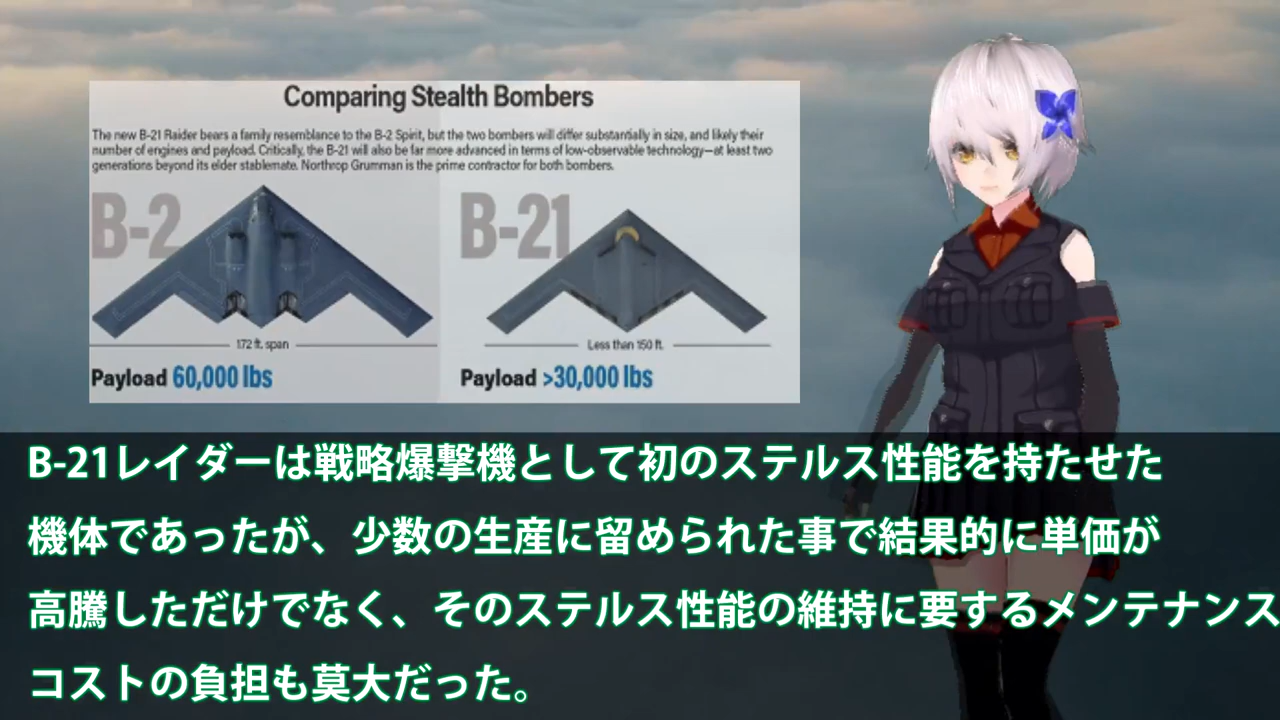 Comparing Stealth Bombers
The new B-21 Raider bears a family resemblance to the B-2 Spirit, but the two bombers will differ substantially in size, and likely their
number of engines and payload. Critically, the B-21 will also be far more advanced in terms of low-observable technology—at least two
generations beyond its elder stablemate. Northrop Grumman is the prime contractor for both bombers.
B-2
B-21
172 ft. span
Less than 150 ft.
Payload 60,000 lbs
Payload >30,000 lbs
B-21レイダーは戦略爆撃機として初のステルス性能を持たせた
機体であったが、少数の生産に留められた事で結果的に単価が
高騰しただけでなく、そのステルス性能の維持に要するメンテナンス
コストの負担も莫大だった。